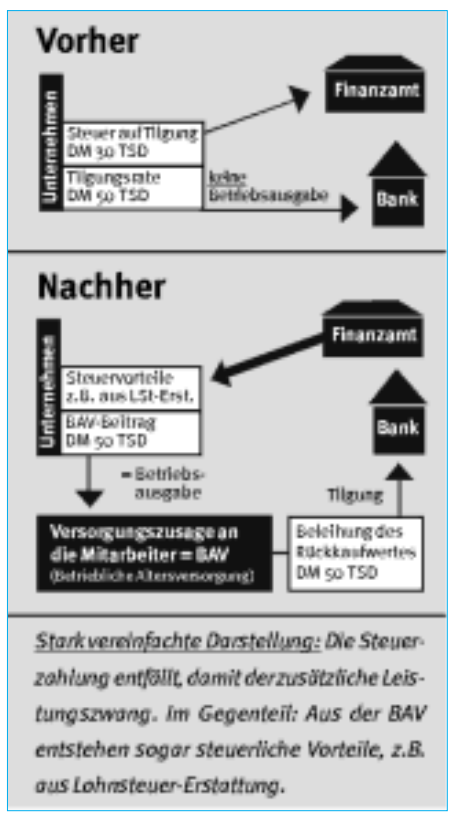 Vorher
Finanzamt
Unternehmen
Steuer auf Tilgung
DM 30 TSD
Tilgungsrate
DM 50 TSD
keine
Betriebsausgabe
Bank
Nachher
Finanzamt
Unternehmen
Steuervorteile
z.B. aus LSt-Erst.
BAV-Beitrag
DM 50 TSD
Bank
= Betriebs-
ausgabe
Tilgung
Versorgungszusage an
die Mitarbeiter = BAV
(Betriebliche Altersversorgung)
Beleihung des
Rückkaufwertes
DM 50 TSD
Stark vereinfachte Darstellung: Die Steuer-
zahlung entfällt, damit der zusätzliche Leis-
tungszwang. Im Gegenteil: Aus der BAV
entstehen sogar steuerliche Vorteile, z.B.
aus Lohnsteuer-Erstattung.